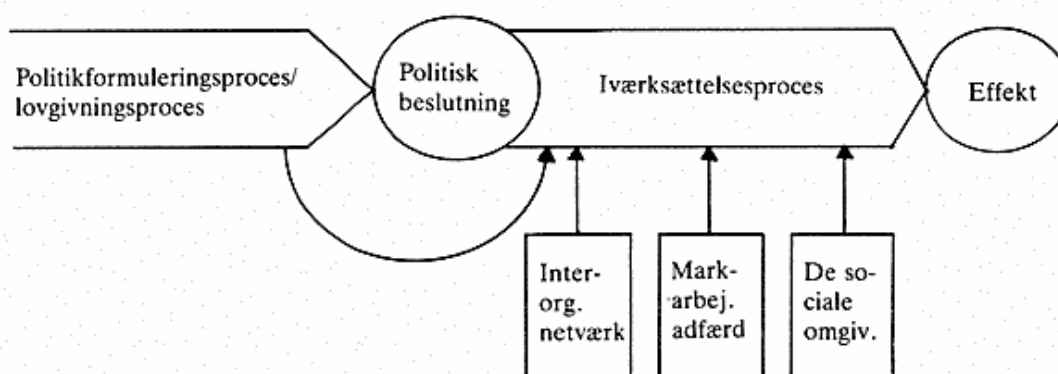 Politikformuleringsproces/
lovgivningsproces
Politisk
beslutning
Iværksættelsesproces
Effekt
Inter-
org.
netværk
Mark-
arbej.
adfærd
De so-
ciale
omgiv.